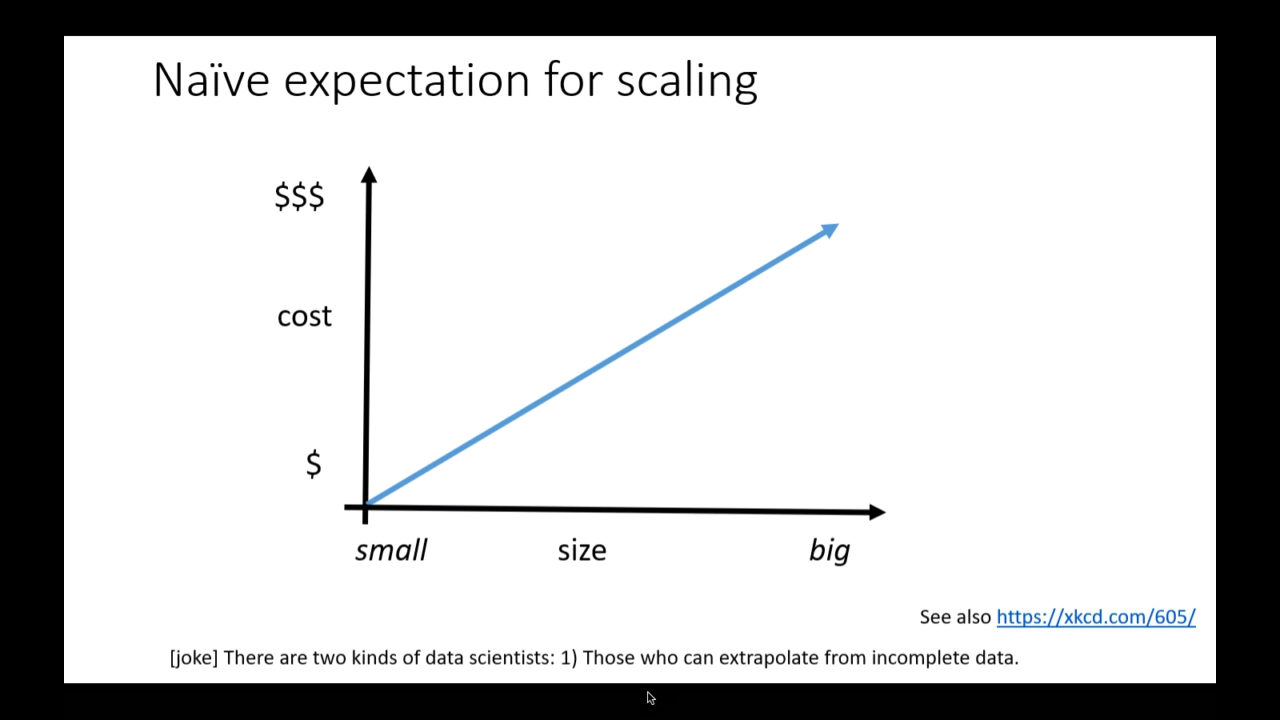 Naïve expectation for scaling
$$$
cost
$
small size big
See also https://xkcd.com/605/
[joke] There are two kinds of data scientists: 1) Those who can extrapolate from incomplete data.